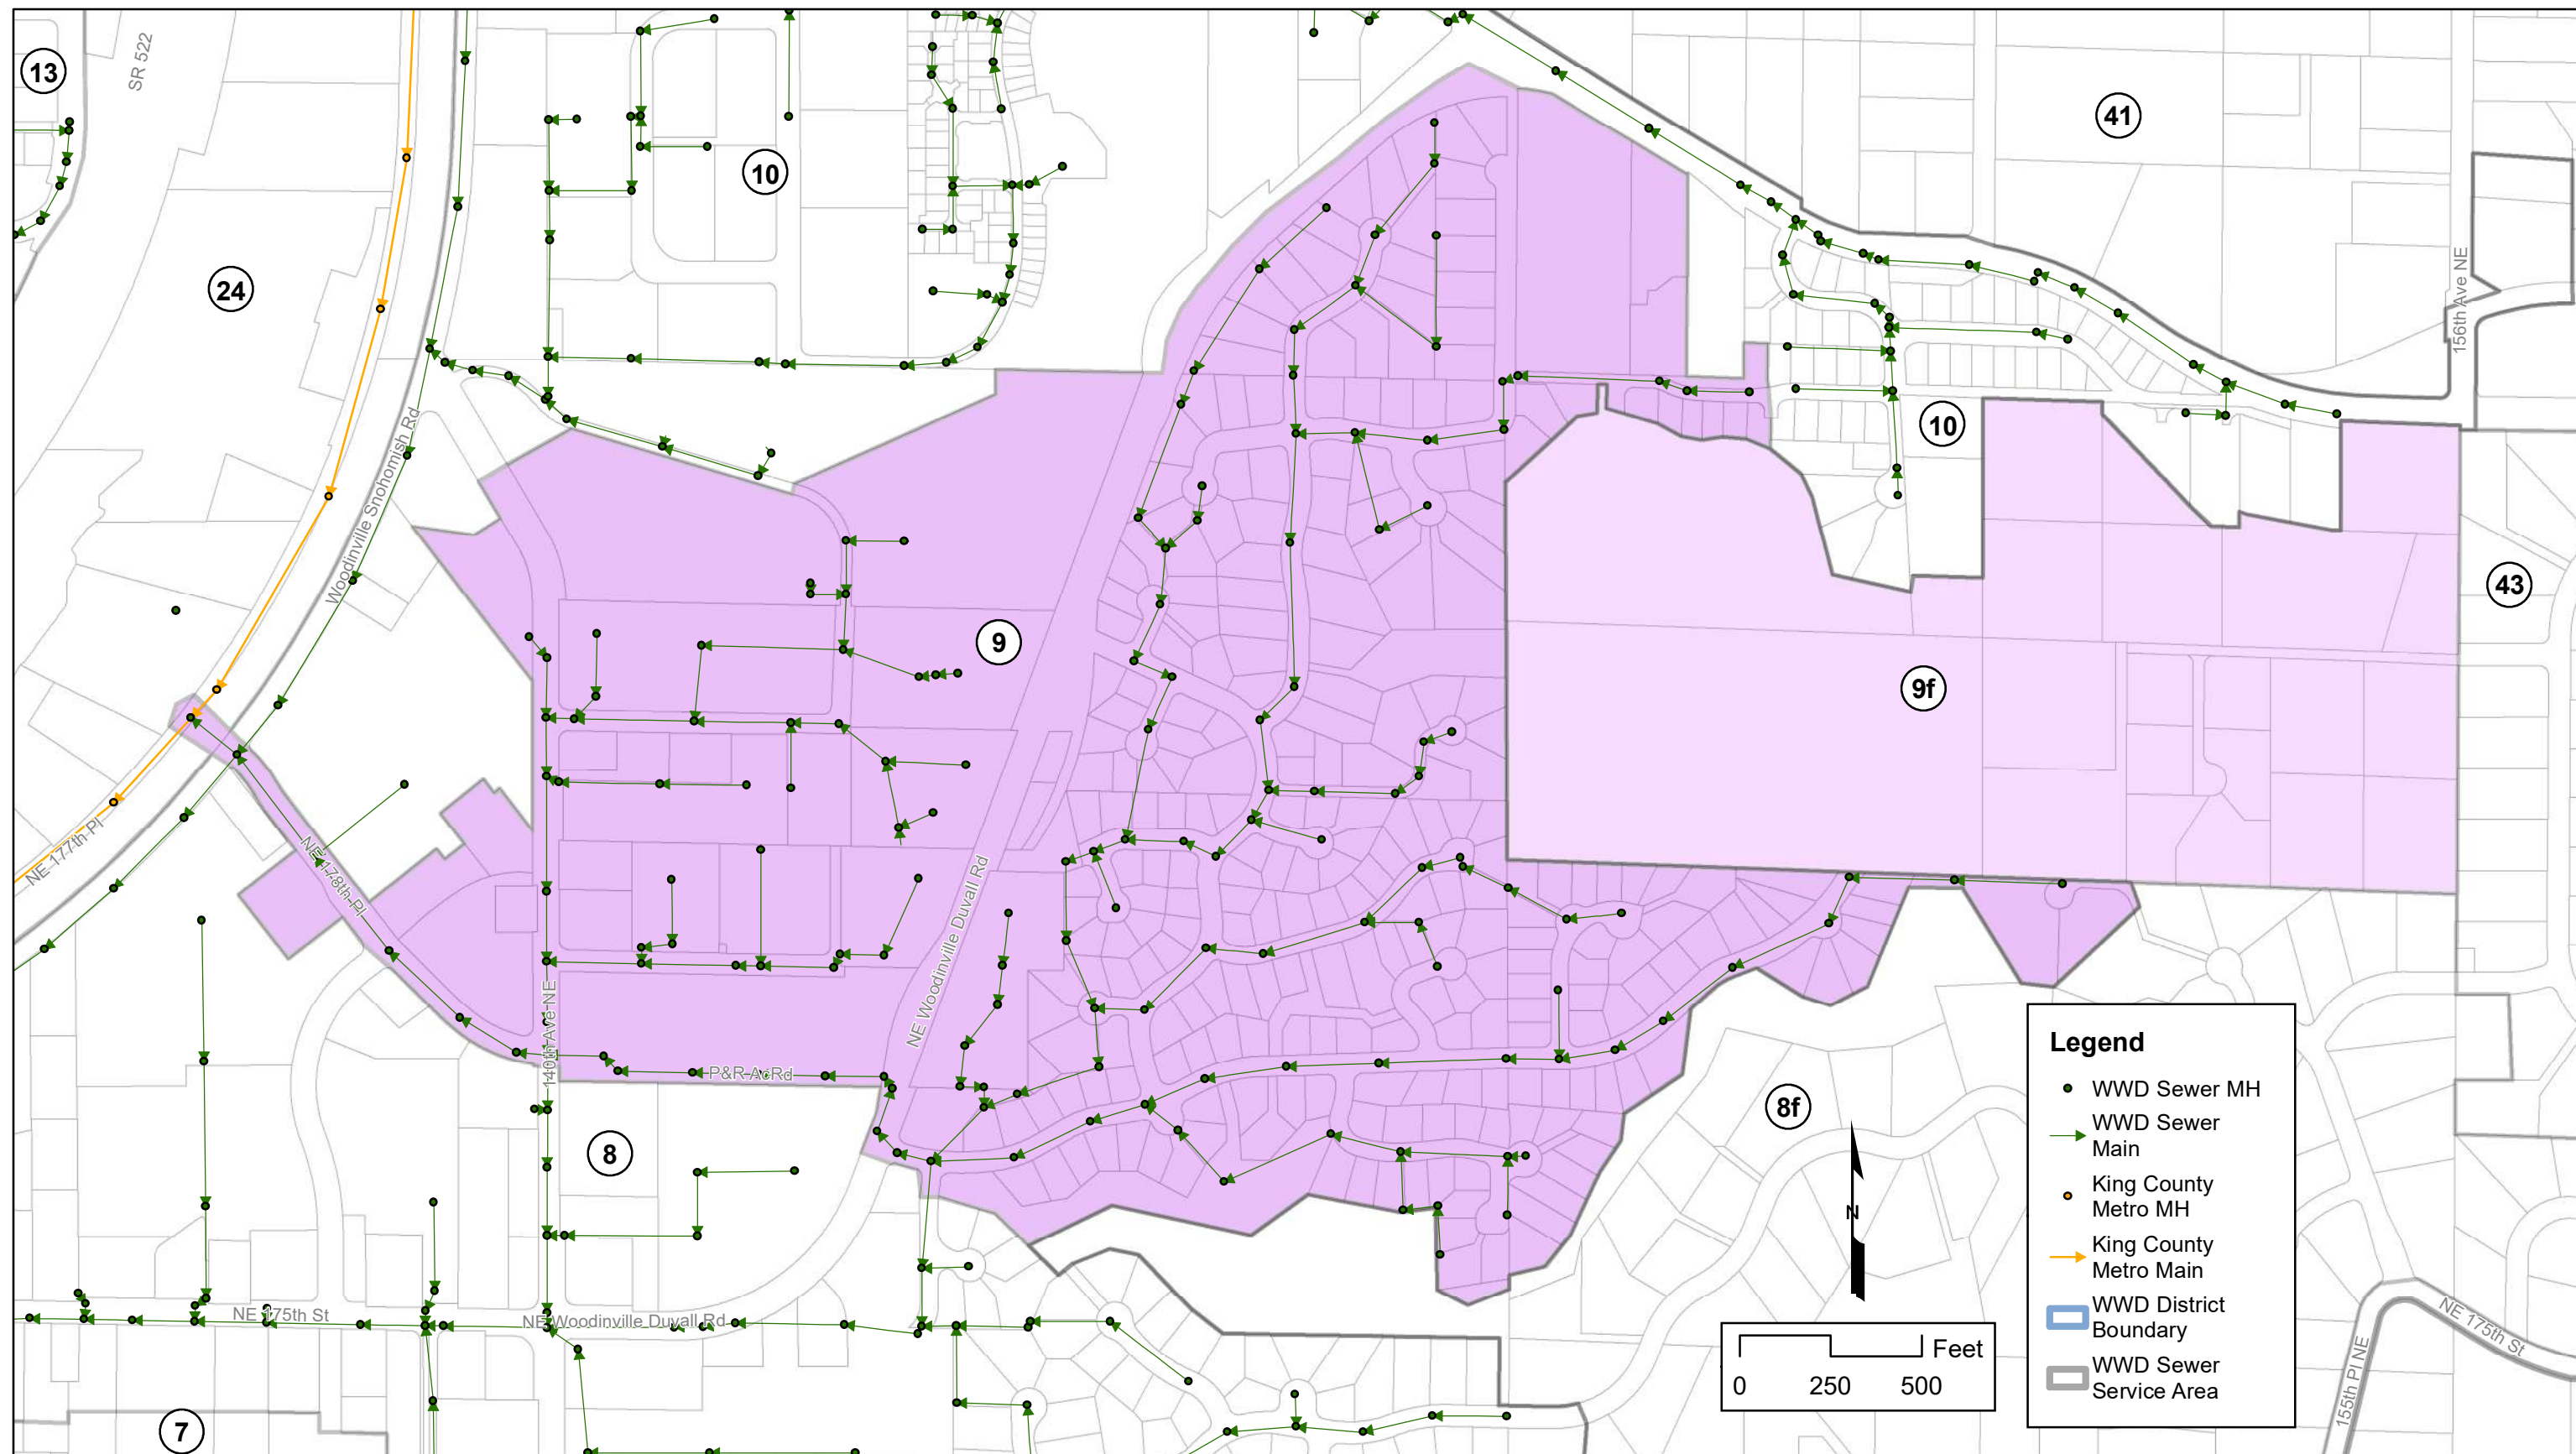 13
SR 522
10
41
24
156th Ave NE
10
Woodinville Snohomish Rd
43
9
9f
NE 177th Pl
NE 178th Pl
NE Woodinville Duvall Rd
140th Ave NE
P&R Ac Rd
8
8f
N
NE 175th St
NE Woodinville Duvall Rd
7
Legend
WWD Sewer MH
WWD Sewer
Main
King County
Metro MH
King County
Metro Main
WWD District
Boundary
WWD Sewer
Service Area
Feet
0 250 500
155th Pl NE
NE 175th St